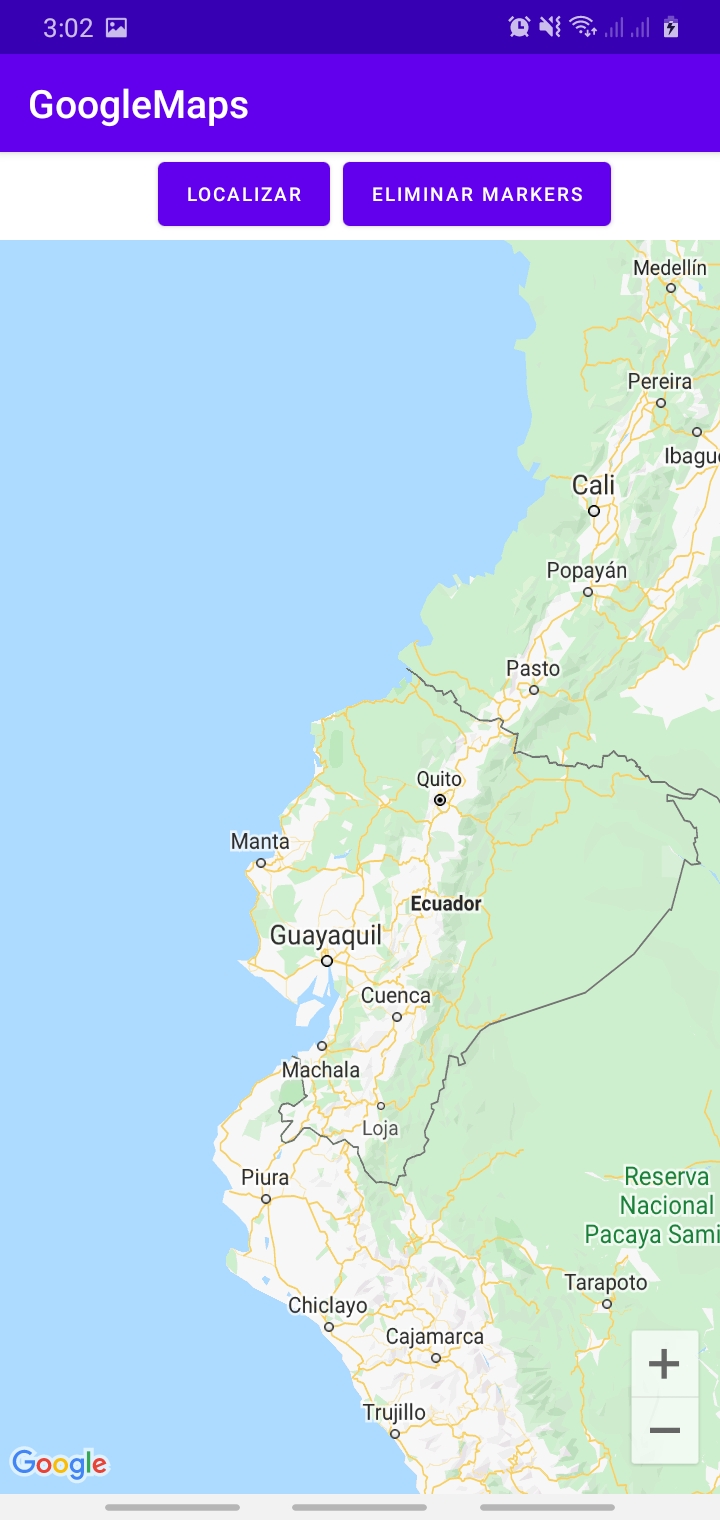 3:02
GoogleMaps
LOCALIZAR
ELIMINAR MARKERS
Medellín
Pereira
Ibagu
Cali
Popayán
Pasto
Quito
Manta
Ecuador
Guayaquil
Cuenca
Machala
Loja
Piura
Reserva
Nacional
Pacaya Sami
Tarapoto
Chiclayo
Cajamarca
Trujillo
Google